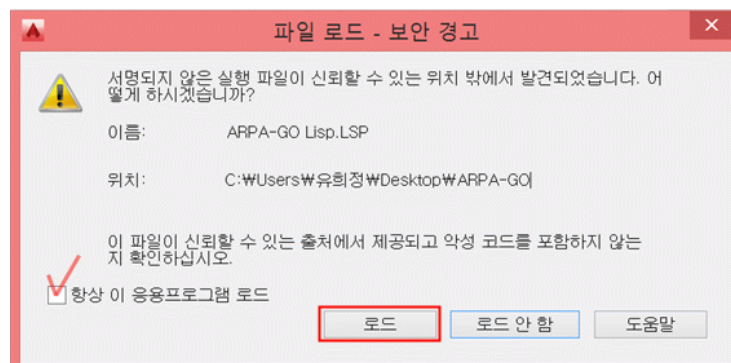 파일 로드 - 보안 경고
서명되지 않은 실행 파일이 신뢰할 수 있는 위치 밖에서 발견되었습니다. 어
떻게 하시겠습니까?
이름: ARPA-GO Lisp.LSP
위치: C:₩Users₩유희정₩Desktop₩ARPA-GO
이 파일이 신뢰할 수 있는 출처에서 제공되고 악성 코드를 포함하지 않는
지 확인하십시오.
항상 이 응용프로그램 로드
로드 로드 안 함 도움말